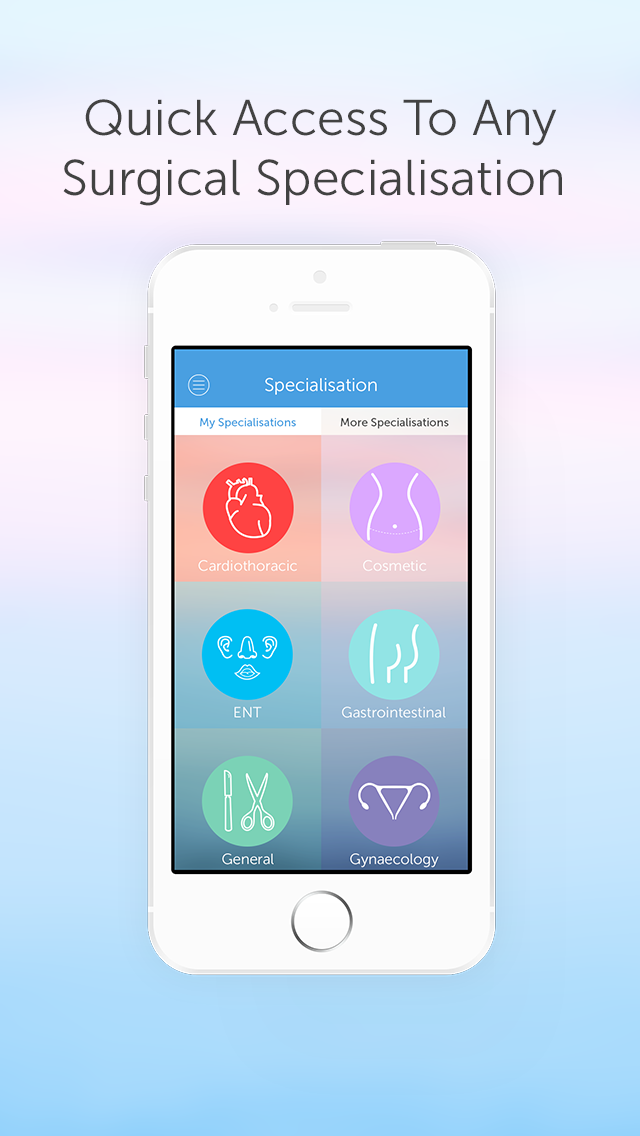 Quick Access To Any
Surgical Specialisation
Specialisation
My Specialisations
More Specialisations
Cardiothoracic
Cosmetic
ENT
Gastrointestinal
General
Gynaecology